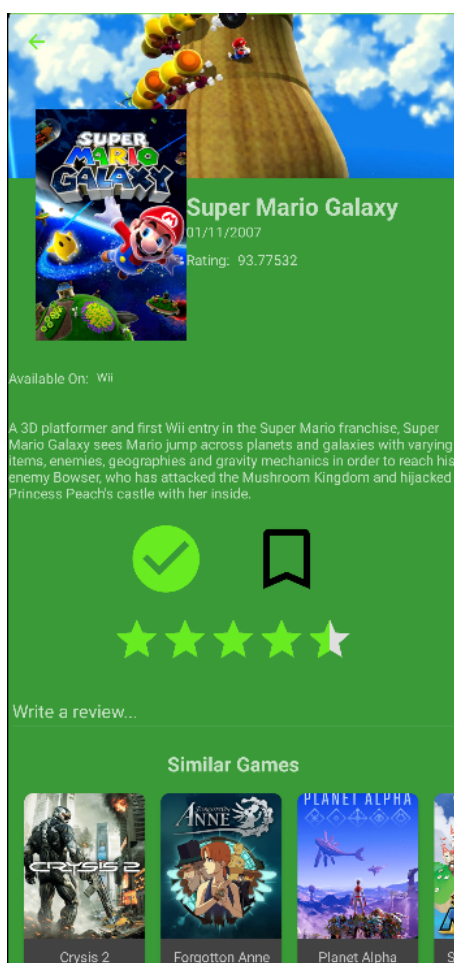 SUPER
MARIO
GALAXY
Super Mario Galaxy
01/11/2007
Rating: 93.77532
Available On: Wii
A 3D platformer and first Wii entry in the Super Mario franchise, Super
Mario Galaxy sees Mario jump across planets and galaxies with varying
items, enemies, geographies and gravity mechanics in order to reach his
enemy Bowser, who has attacked the Mushroom Kingdom and hijacked
Princess Peach's castle with her inside.
Write a review...
Similar Games
CRYSIS 2
FORGOTTON
ANNE
PLANET ALPHA
Crysis 2
Forgotton Anne
Planet Alpha
S